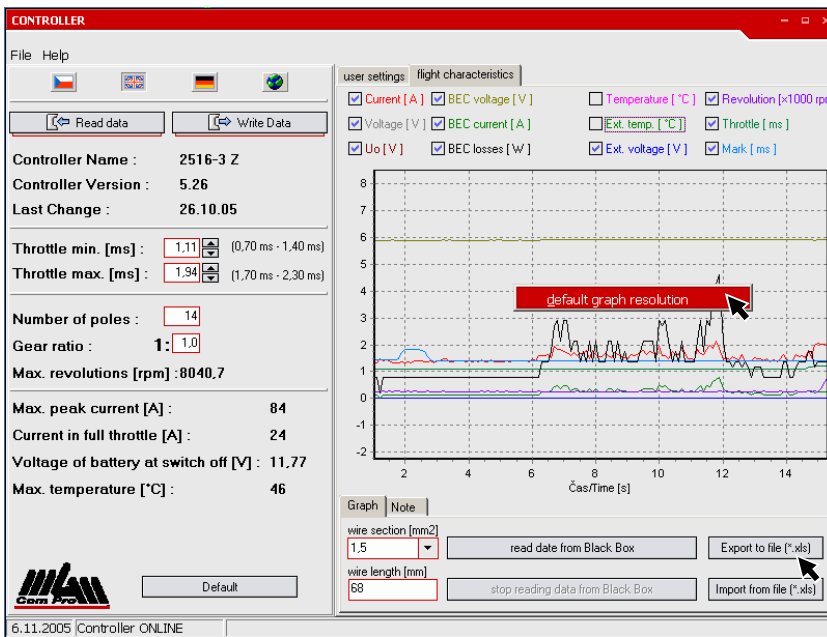 CONTROLLER
File Help
Read data
Write Data
Controller Name : 2516-3 Z
Controller Version : 5.26
Last Change : 26.10.05
Throttle min. [ms] : 1,11 (0,70 ms - 1,40 ms)
Throttle max. [ms] : 1,94 (1,70 ms - 2,30 ms)
Number of poles : 14
Gear ratio : 1: 1,0
Max. revolutions [rpm] :8040,7
Max. peak current [A] : 84
Current in full throttle [A] : 24
Voltage of battery at switch off [V] : 11,77
Max. temperature [°C] : 46
Cam Pro
Default
user settings
flight characteristics
Current [ A ] BEC voltage [ V ] Temperature [ °C ] Revolution [×1000 rpm
Voltage [ V ] BEC current [ A ] Ext. temp. [ °C ] Throttle [ ms ]
Uo [ V ] BEC losses [ W ] Ext. voltage [ V ] Mark [ ms ]
8
7
6
5
4
3
2
1
0
-1
-2
default graph resolution
2 4 6 8 10 12 14
Čas/Time [s]
Graph
Note
wire section [mm2]
1,5
read date from Black Box
Export to file (*.xls)
wire length [mm]
68
stop reading data from Black Box
Import from file (*.xls)
6.11.2005 Controller ONLINE